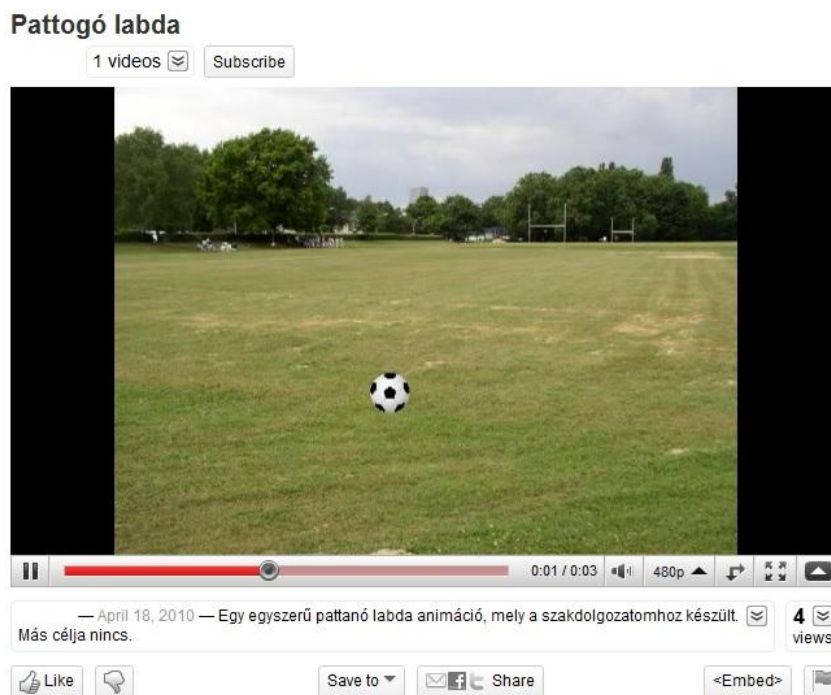 Pattogó labda
1 videos Subscribe
0:01 / 0:03 480p
— April 18, 2010 — Egy egyszerű pattanó labda animáció, mely a szakdolgozatomhoz készült.
Más célja nincs.
4
views
Like Save to Share <Embed>